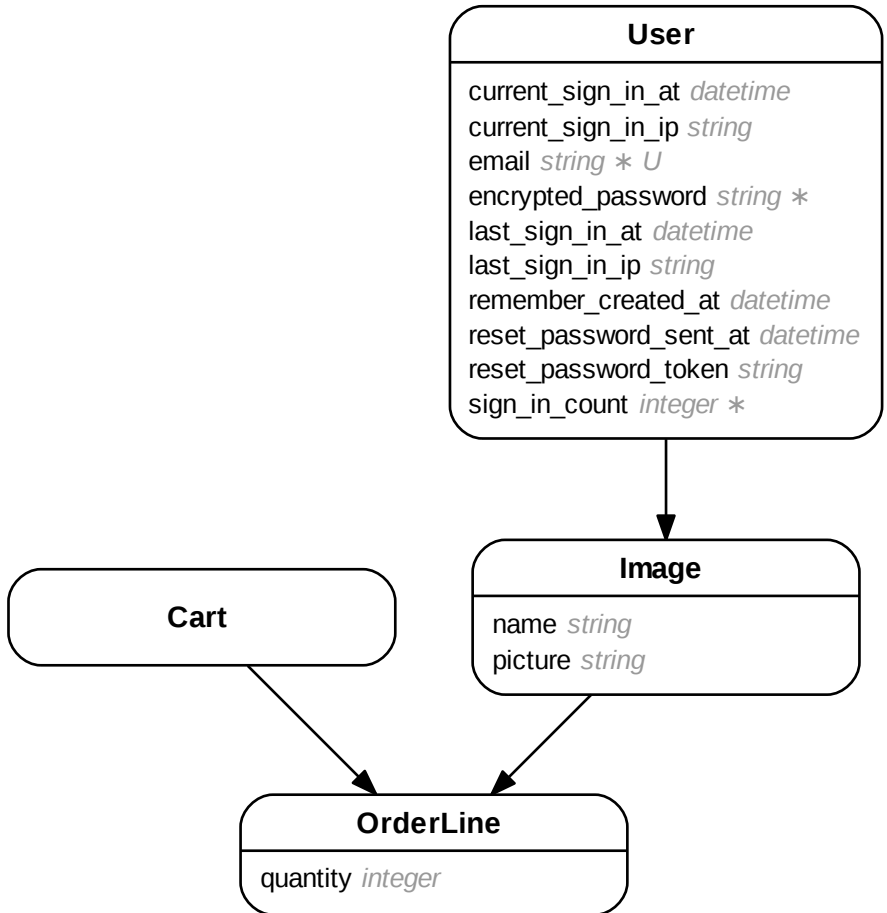 User
current_sign_in_at datetime
current_sign_in_ip string
email string ∗ U
encrypted_password string ∗
last_sign_in_at datetime
last_sign_in_ip string
remember_created_at datetime
reset_password_sent_at datetime
reset_password_token string
sign_in_count integer ∗
Image
name string
picture string
Cart
OrderLine
quantity integer